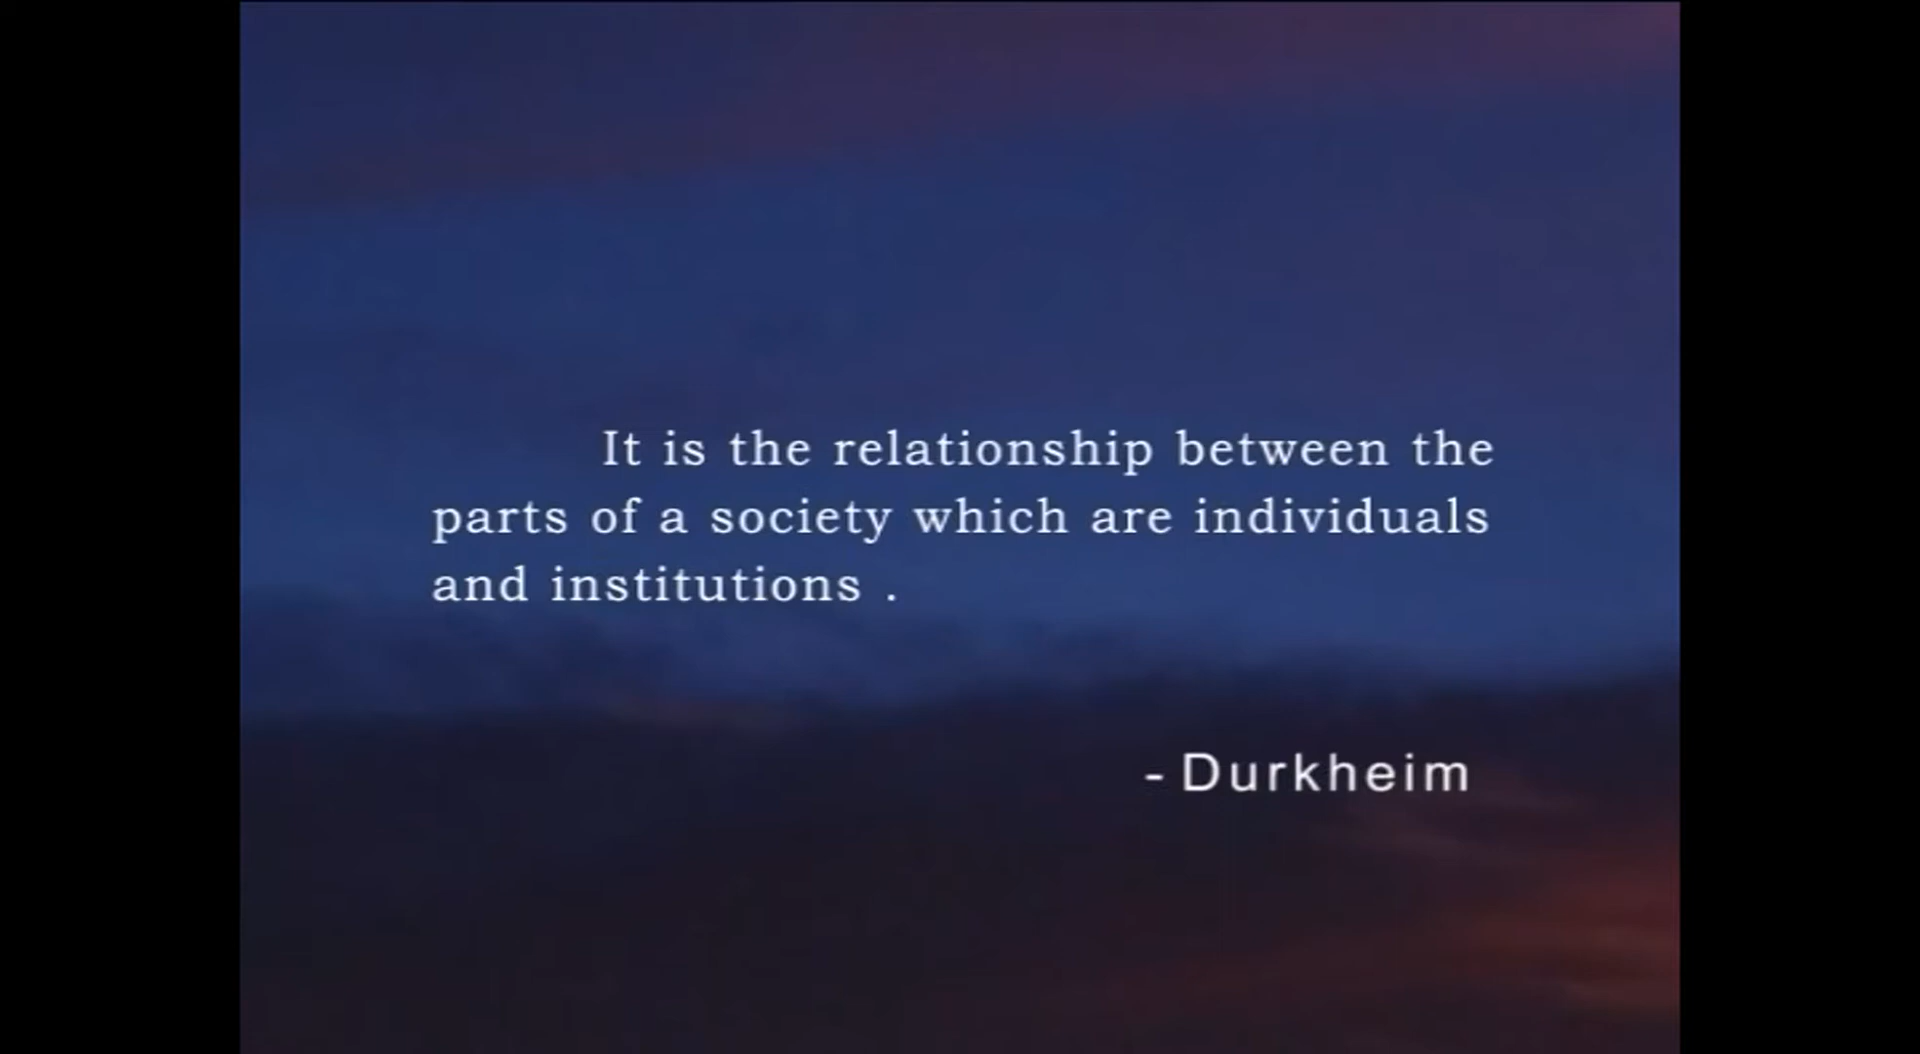 It is the relationship between the
parts of a society which are individuals
and institutions .
- Durkheim